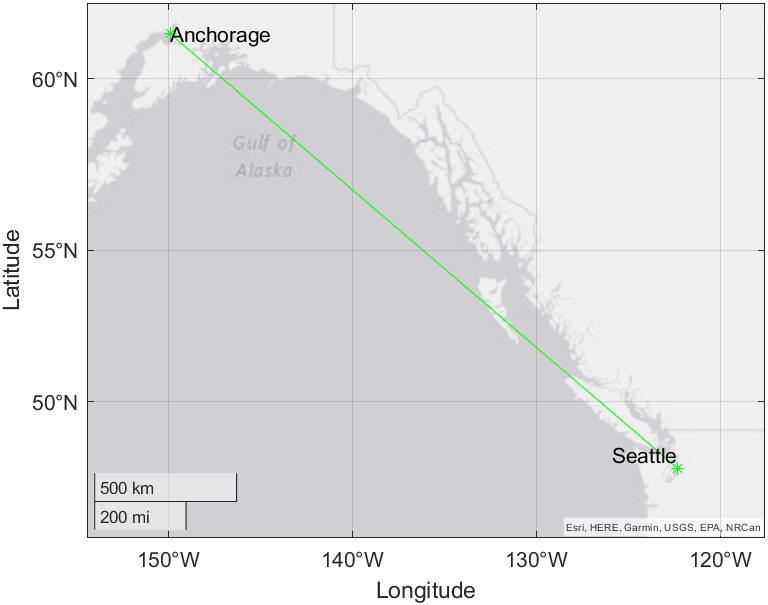 Anchorage
60°N
Gulf of
Alaska
Latitude
55°N
50°N
Seattle
500 km
200 mi
Esri, HERE, Garmin, USGS, EPA, NRCan
150°W
140°W
130°W
120°W
Longitude